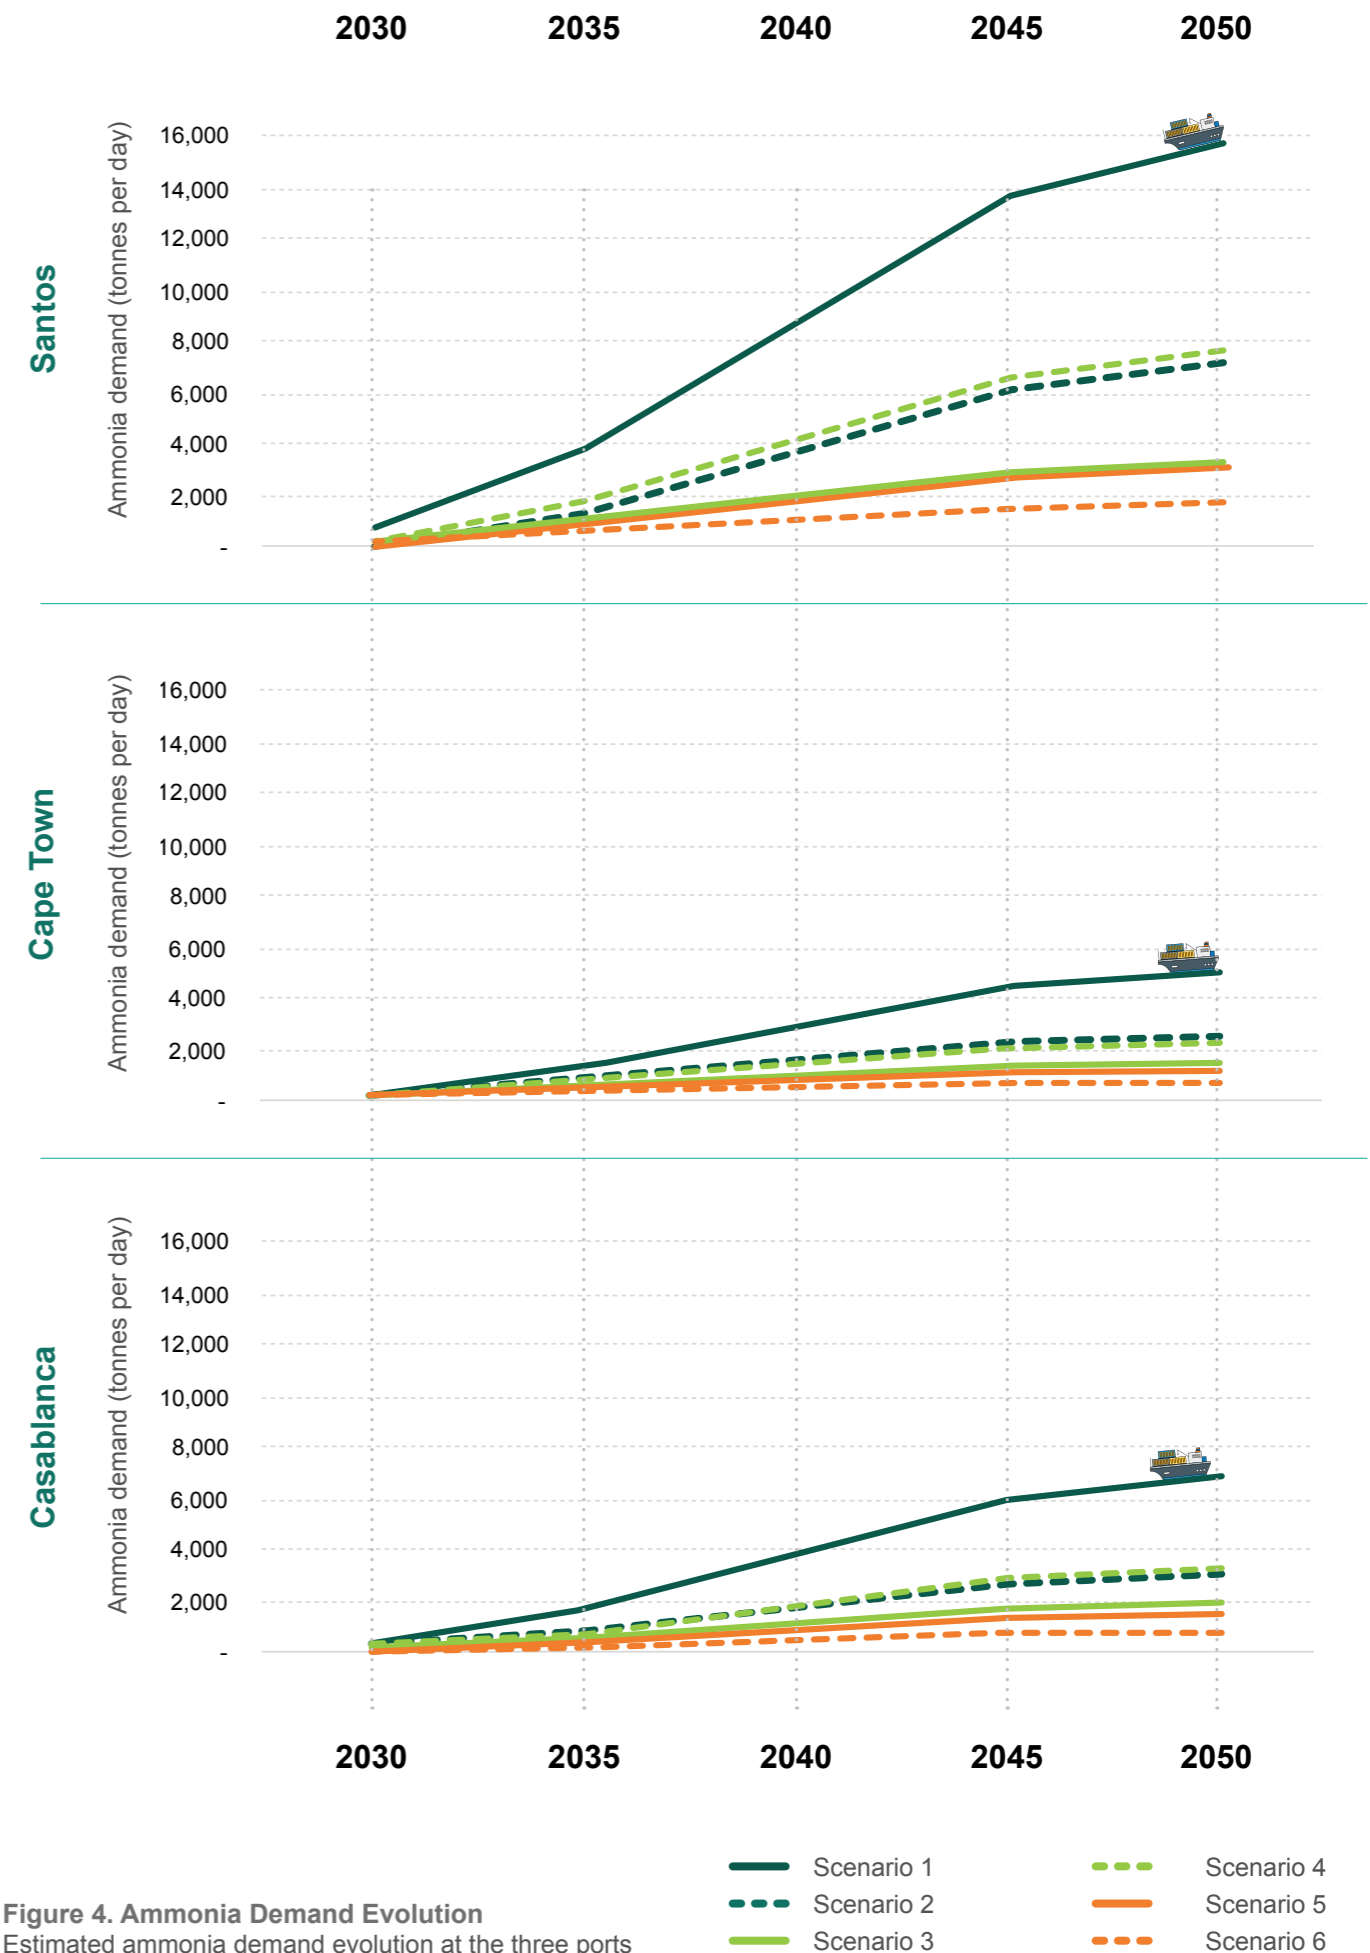 2030 2035 2040 2045 2050
Santos
Ammonia demand (tonnes per day)
16,000
14,000
12,000
10,000
8,000
6,000
4,000
2,000
-
Cape Town
Ammonia demand (tonnes per day)
16,000
14,000
12,000
10,000
8,000
6,000
4,000
2,000
-
Casablanca
Ammonia demand (tonnes per day)
16,000
14,000
12,000
10,000
8,000
6,000
4,000
2,000
-
2030 2035 2040 2045 2050
Scenario 1
Scenario 2
Scenario 3
Scenario 4
Scenario 5
Scenario 6
Figure 4. Ammonia Demand Evolution
Estimated ammonia demand evolution at the three ports